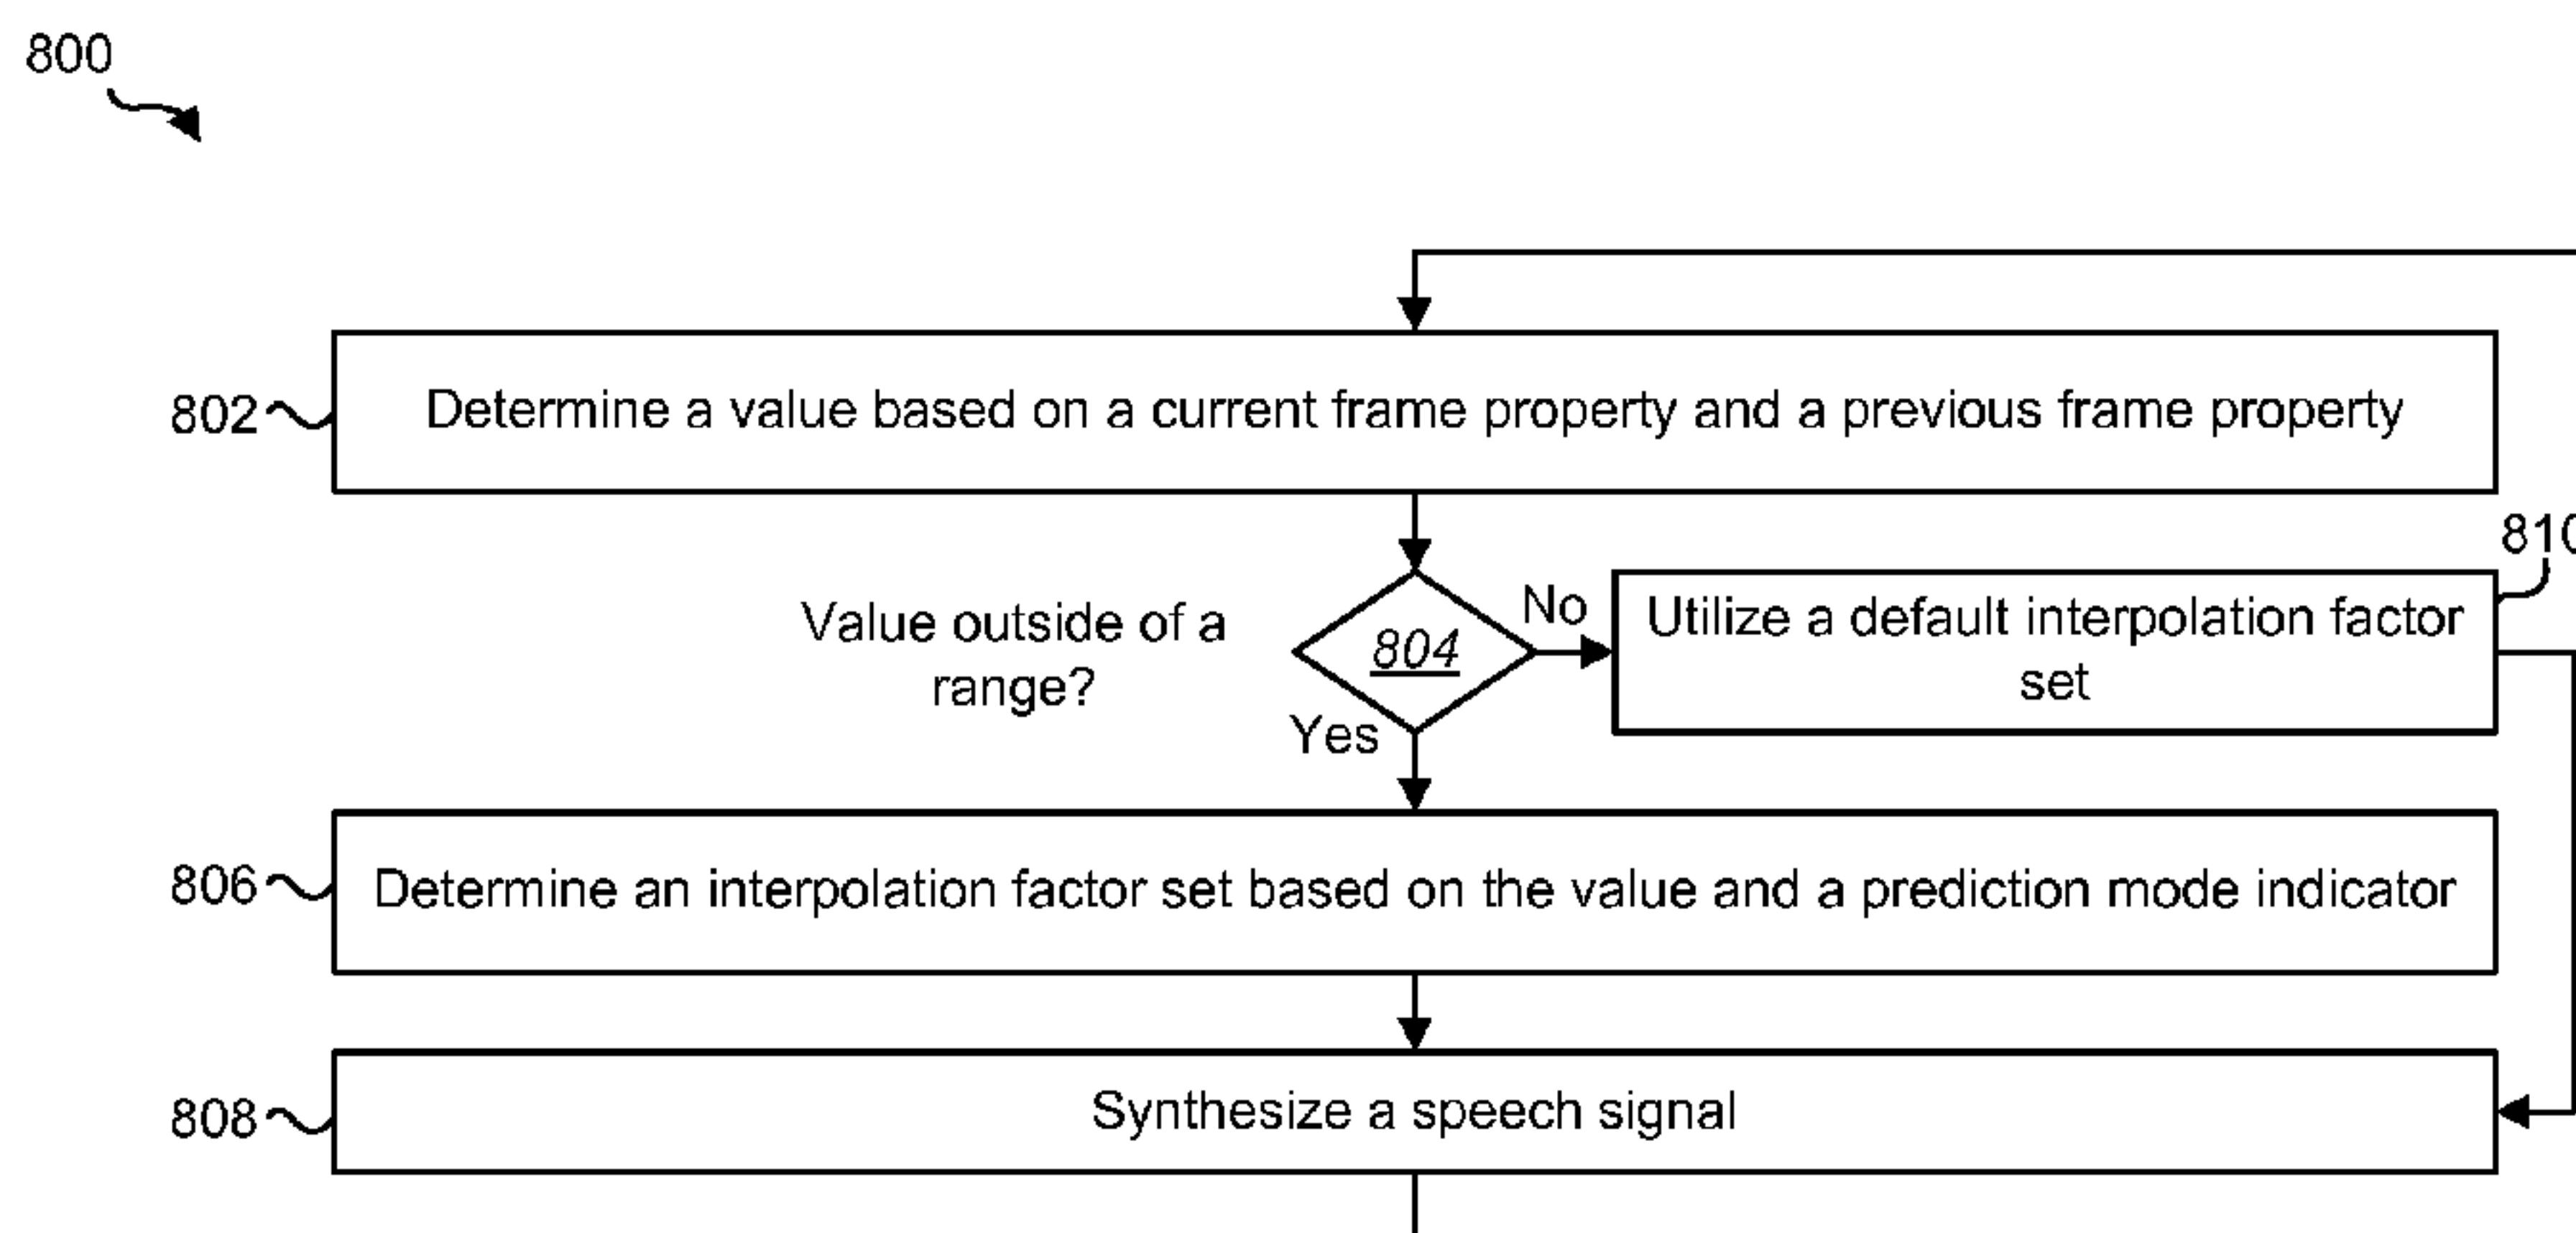 800
802
Determine a value based on a current frame property and a previous frame property
810
Value outside of a
range?
804
No
Utilize a default interpolation factor
set
Yes
806
Determine an interpolation factor set based on the value and a prediction mode indicator
808
Synthesize a speech signal